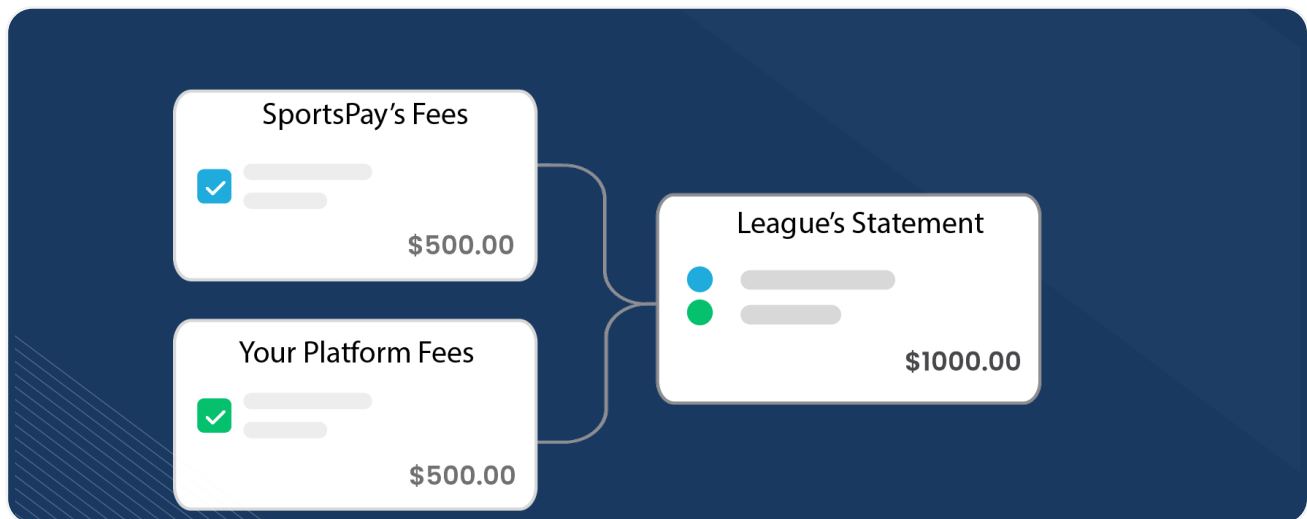 SportsPay’s Fees
$500.00
Your Platform Fees
$500.00
League’s Statement
$1000.00